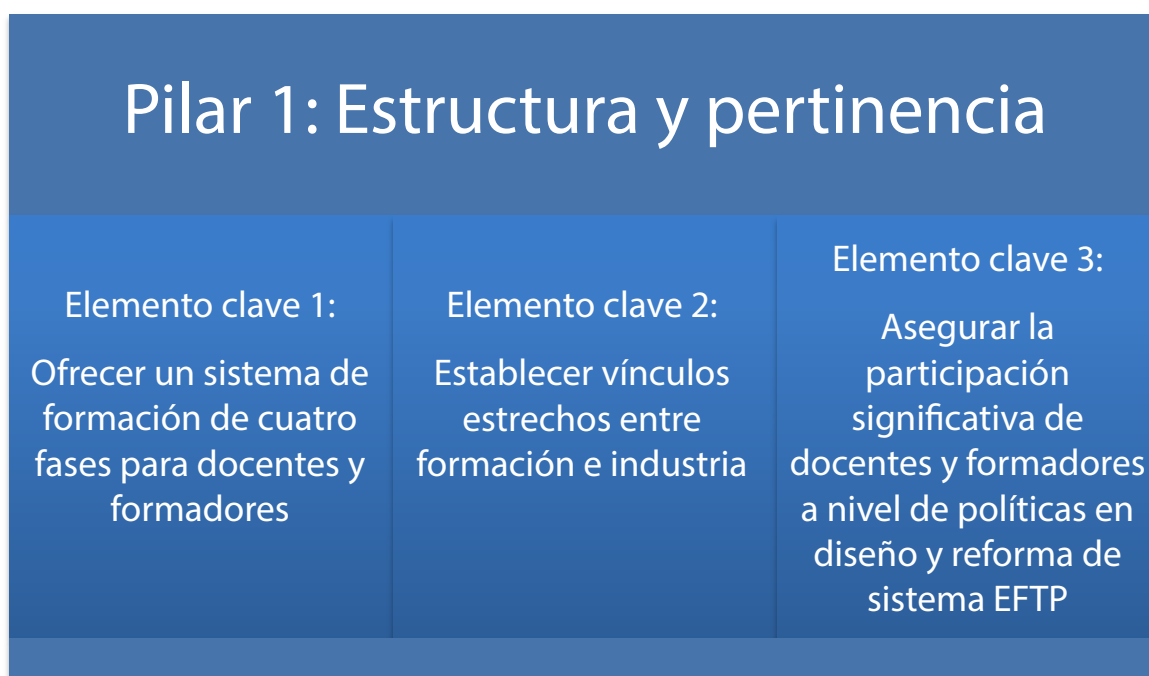 Pilar 1: Estructura y pertinencia
Elemento clave 1:
Ofrecer un sistema de
formación de cuatro
fases para docentes y
formadores
Elemento clave 2:
Establecer vínculos
estrechos entre
formación e industria
Elemento clave 3:
Asegurar la
participación
significativa de
docentes y formadores
a nivel de políticas en
diseño y reforma de
sistema EFTP